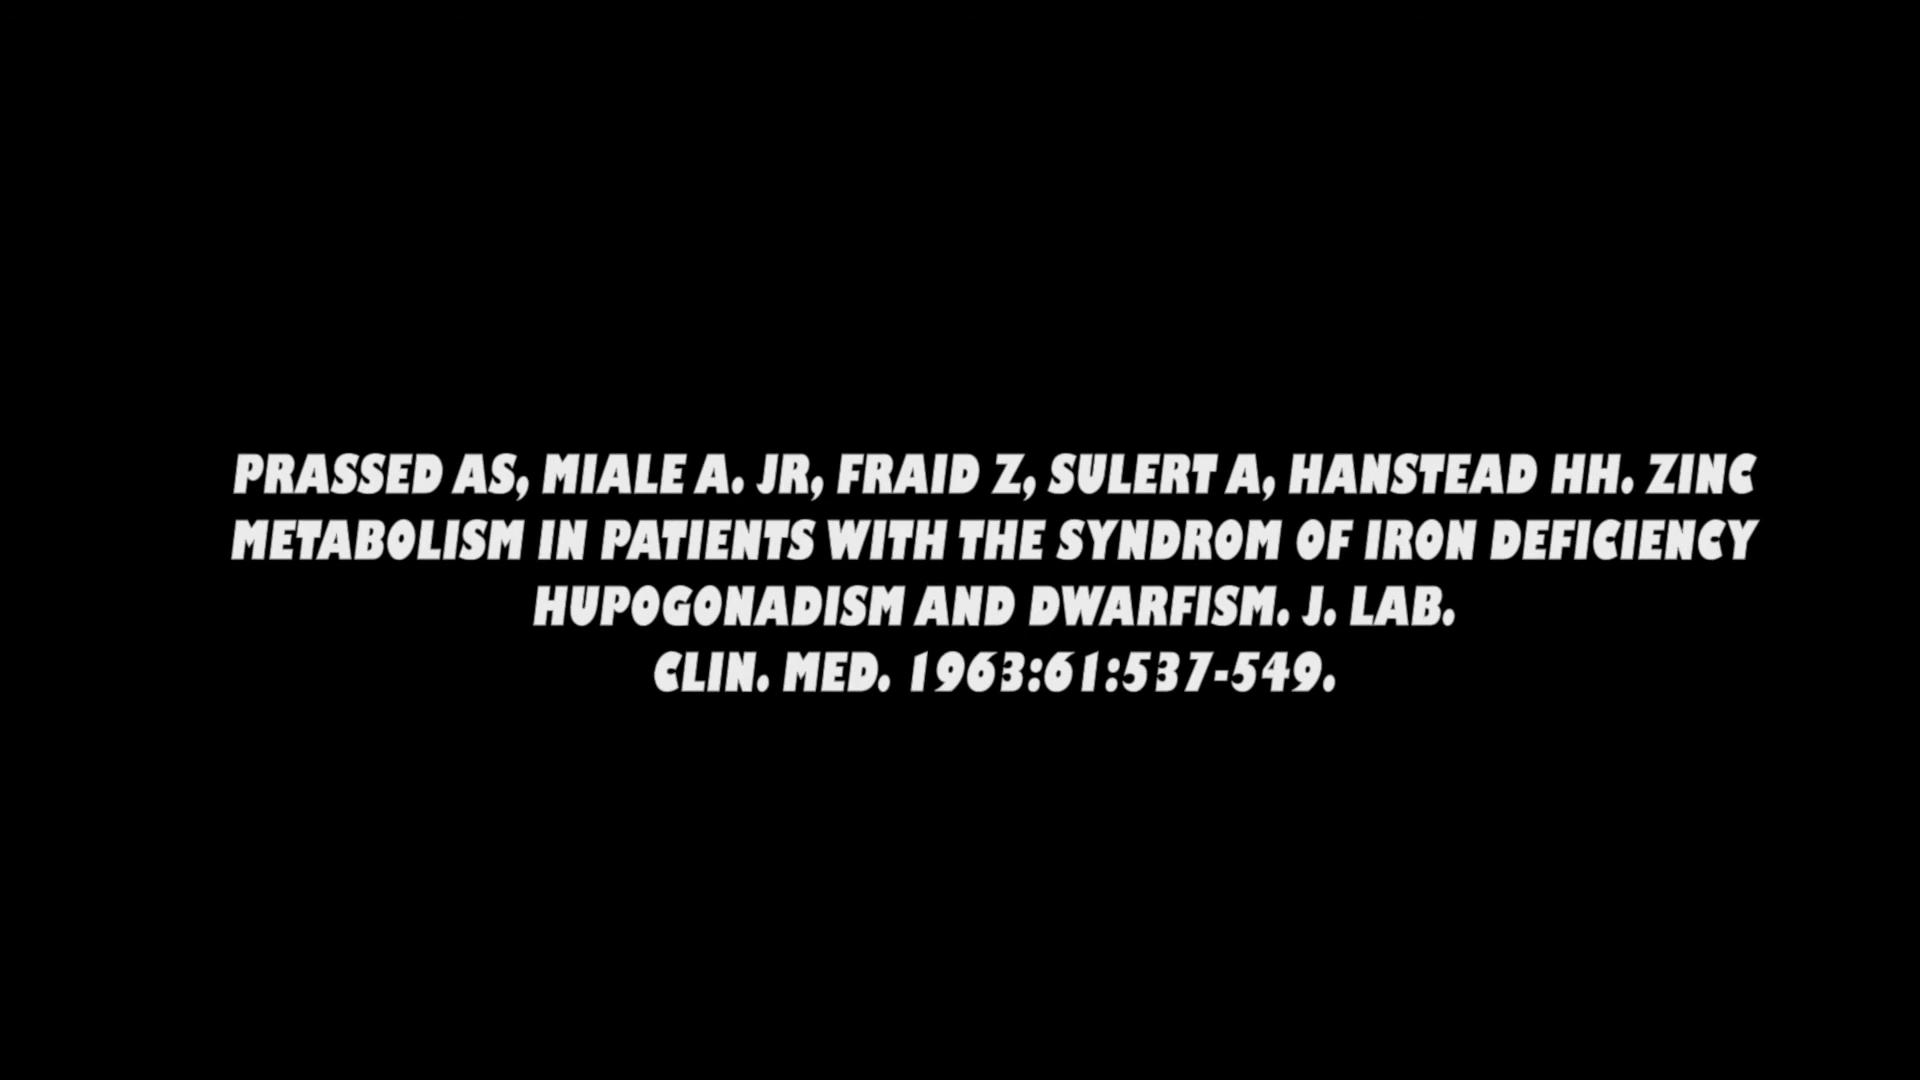 PRASSED AS, MIALE A. JR, FRAID Z, SULERT A, HANSTEAD HH. ZINC
METABOLISM IN PATIENTS WITH THE SYNDROM OF IRON DEFICIENCY
HUPOGONADISM AND DWARFISM. J. LAB.
CLIN. MED. 1963:61:537-549.